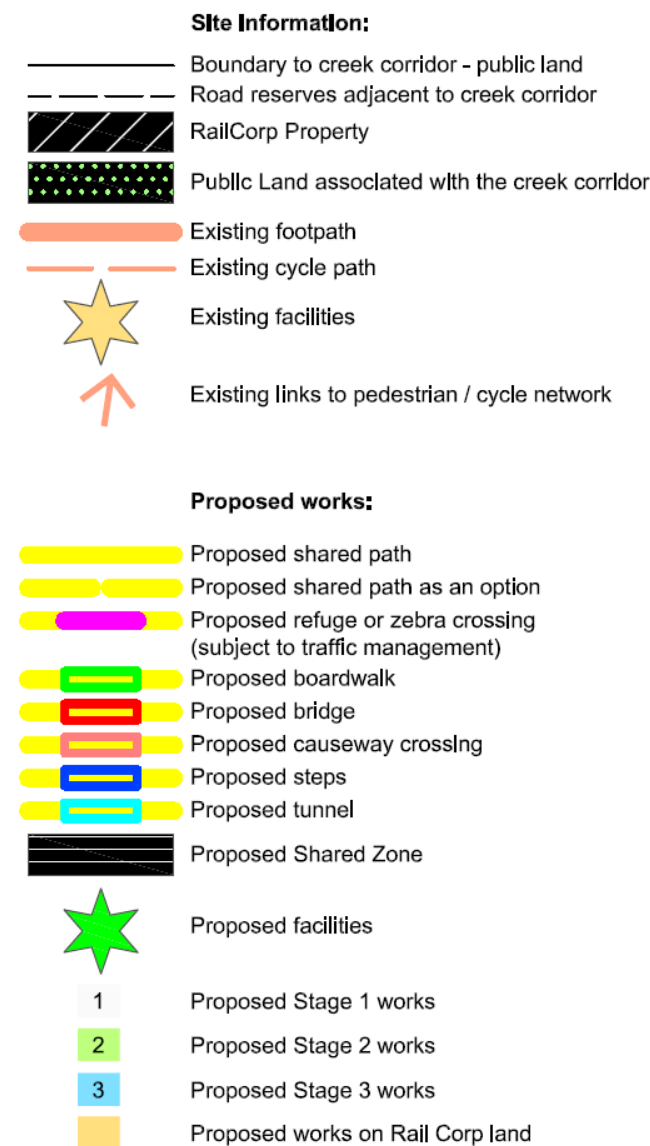 Site Information:
Boundary to creek corridor - public land
Road reserves adjacent to creek corridor
RailCorp Property
Public Land associated with the creek corridor
Existing footpath
Existing cycle path
Existing facilities
Existing links to pedestrian / cycle network
Proposed works:
Proposed shared path
Proposed shared path as an option
Proposed refuge or zebra crossing
(subject to traffic management)
Proposed boardwalk
Proposed bridge
Proposed causeway crossing
Proposed steps
Proposed tunnel
Proposed Shared Zone
Proposed facilities
1 Proposed Stage 1 works
2 Proposed Stage 2 works
3 Proposed Stage 3 works
Proposed works on Rail Corp land